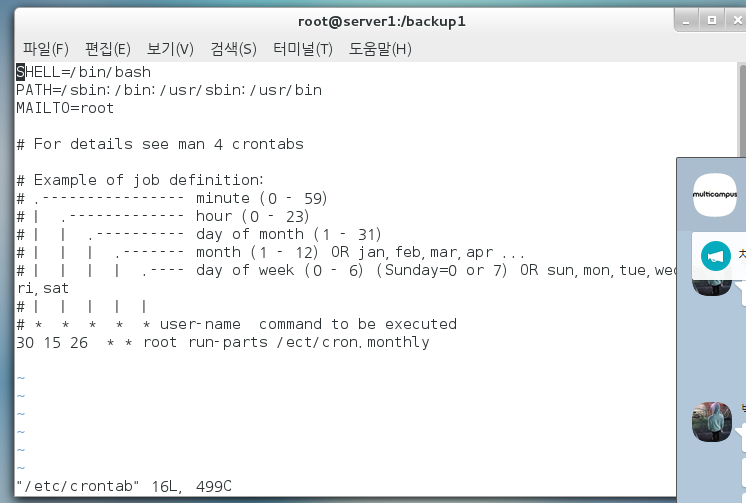 root@server1:/backup1
파일(F) 편집(E) 보기(V) 검색(S) 터미널(T) 도움말(H)
SHELL=/bin/bash
PATH=/sbin:/bin:/usr/sbin:/usr/bin
MAILTO=root
# For details see man 4 crontabs
# Example of job definition:
# .---------------- minute (0 - 59)
# |  .------------- hour (0 - 23)
# |  |  .---------- day of month (1 - 31)
# |  |  |  .------- month (1 - 12) OR jan,feb,mar,apr ...
# |  |  |  |  .---- day of week (0 - 6) (Sunday=0 or 7) OR sun,mon,tue,wed
ri,sat
# |  |  |  |  |
# *  *  *  *  * user-name  command to be executed
30 15 26  * * root run-parts /ect/cron.monthly
~
~
~
~
~
~
"/etc/crontab" 16L, 499C
multicampus